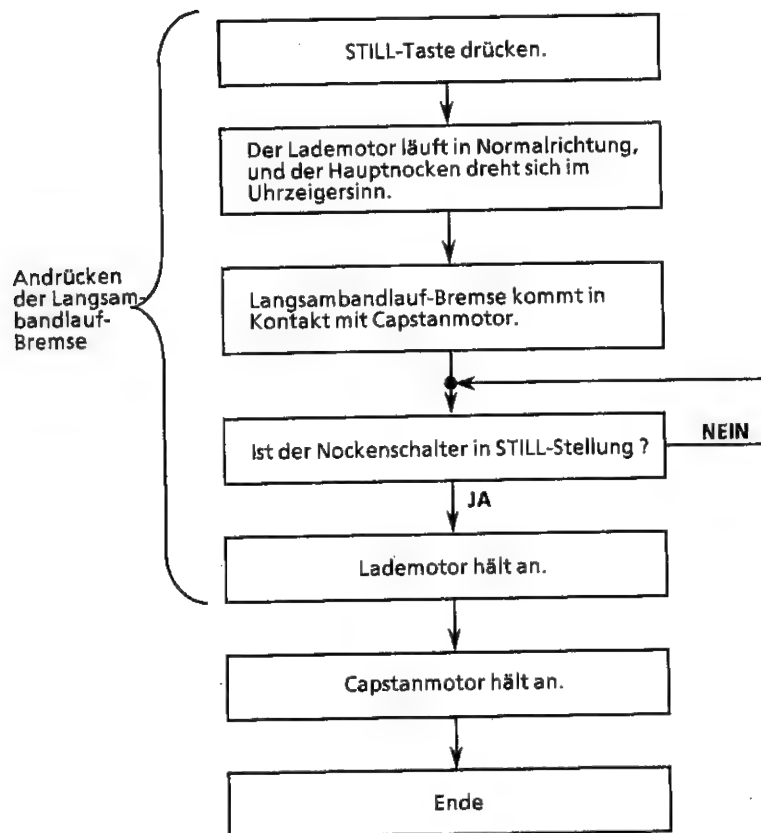 STILL-Taste drücken.
Der Lademotor läuft in Normalrichtung,
und der Hauptnocken dreht sich im
Uhrzeigersinn.
Andrücken
der Langsam-
bandlauf-
Bremse
Langsambandlauf-Bremse kommt in
Kontakt mit Capstanmotor.
Ist der Nockenschalter in STILL-Stellung ?
NEIN
JA
Lademotor hält an.
Capstanmotor hält an.
Ende